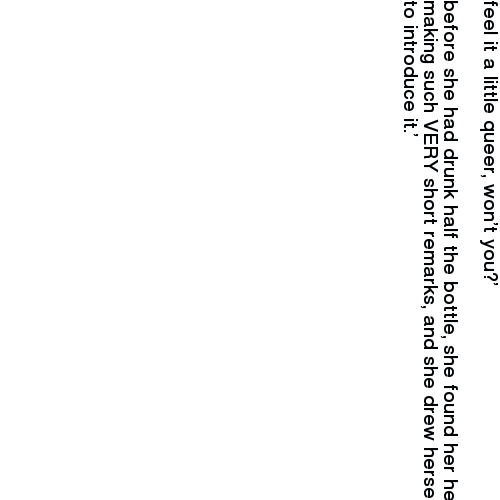 feel it a little queer, won't you?'
before she had drunk half the bottle, she found her he
making such VERY short remarks, and she drew herse
to introduce it.'